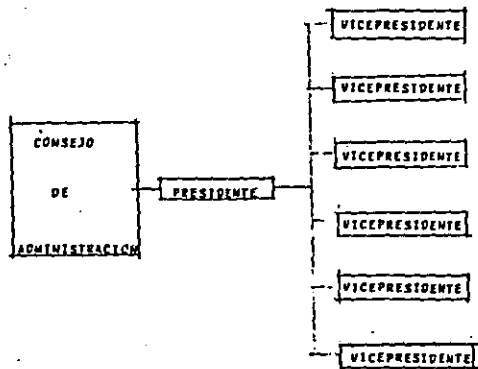 VICEPRESIDENTE
VICEPRESIDENTE
CONSEJO
DE
ADMINISTRACION
PRESIDENTE
VICEPRESIDENTE
VICEPRESIDENTE
VICEPRESIDENTE
VICEPRESIDENTE